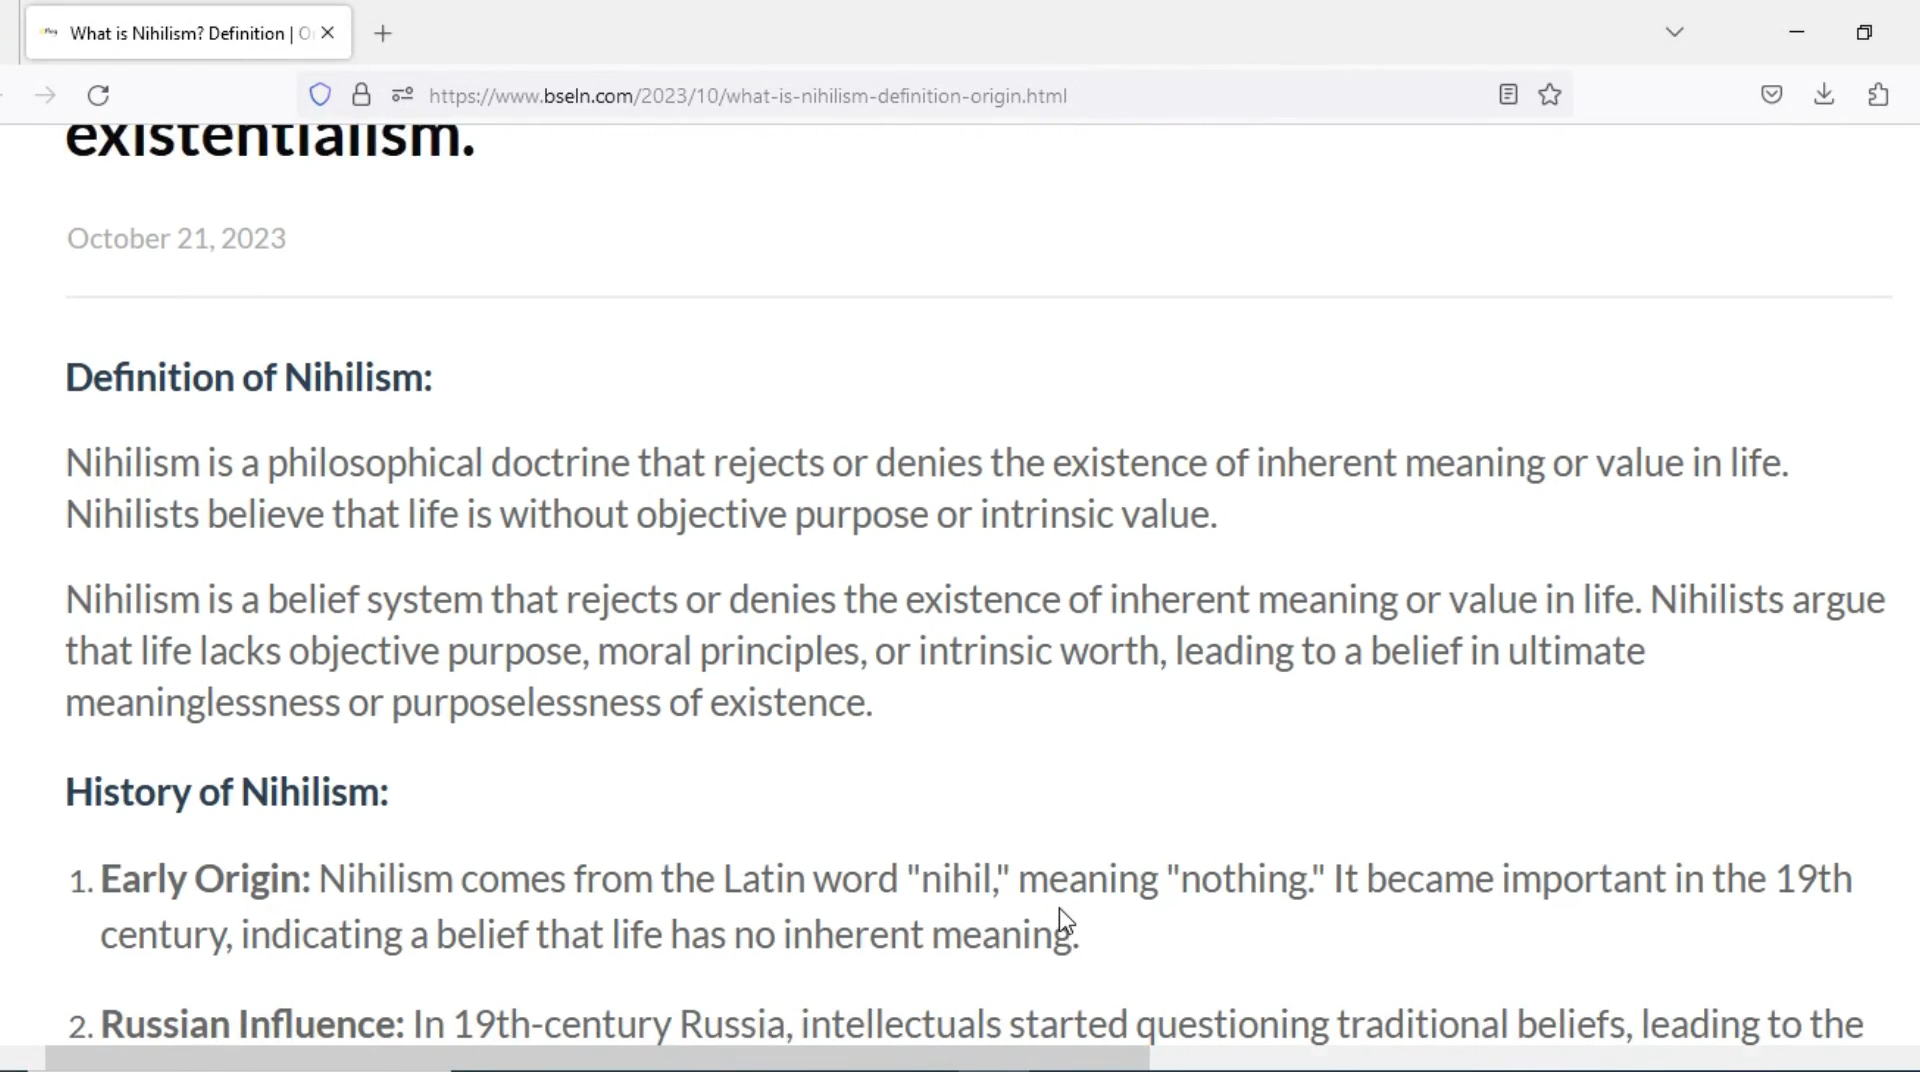 What is Nihilism? Definition | O
https://www.bseln.com/2023/10/what-is-nihilism-definition-origin.html
existentialism.
October 21, 2023
Definition of Nihilism:
Nihilism is a philosophical doctrine that rejects or denies the existence of inherent meaning or value in life.
Nihilists believe that life is without objective purpose or intrinsic value.
Nihilism is a belief system that rejects or denies the existence of inherent meaning or value in life. Nihilists argue
that life lacks objective purpose, moral principles, or intrinsic worth, leading to a belief in ultimate
meaninglessness or purposelessness of existence.
History of Nihilism:
1. Early Origin: Nihilism comes from the Latin word "nihil," meaning "nothing." It became important in the 19th
century, indicating a belief that life has no inherent meaning.
2. Russian Influence: In 19th-century Russia, intellectuals started questioning traditional beliefs, leading to the